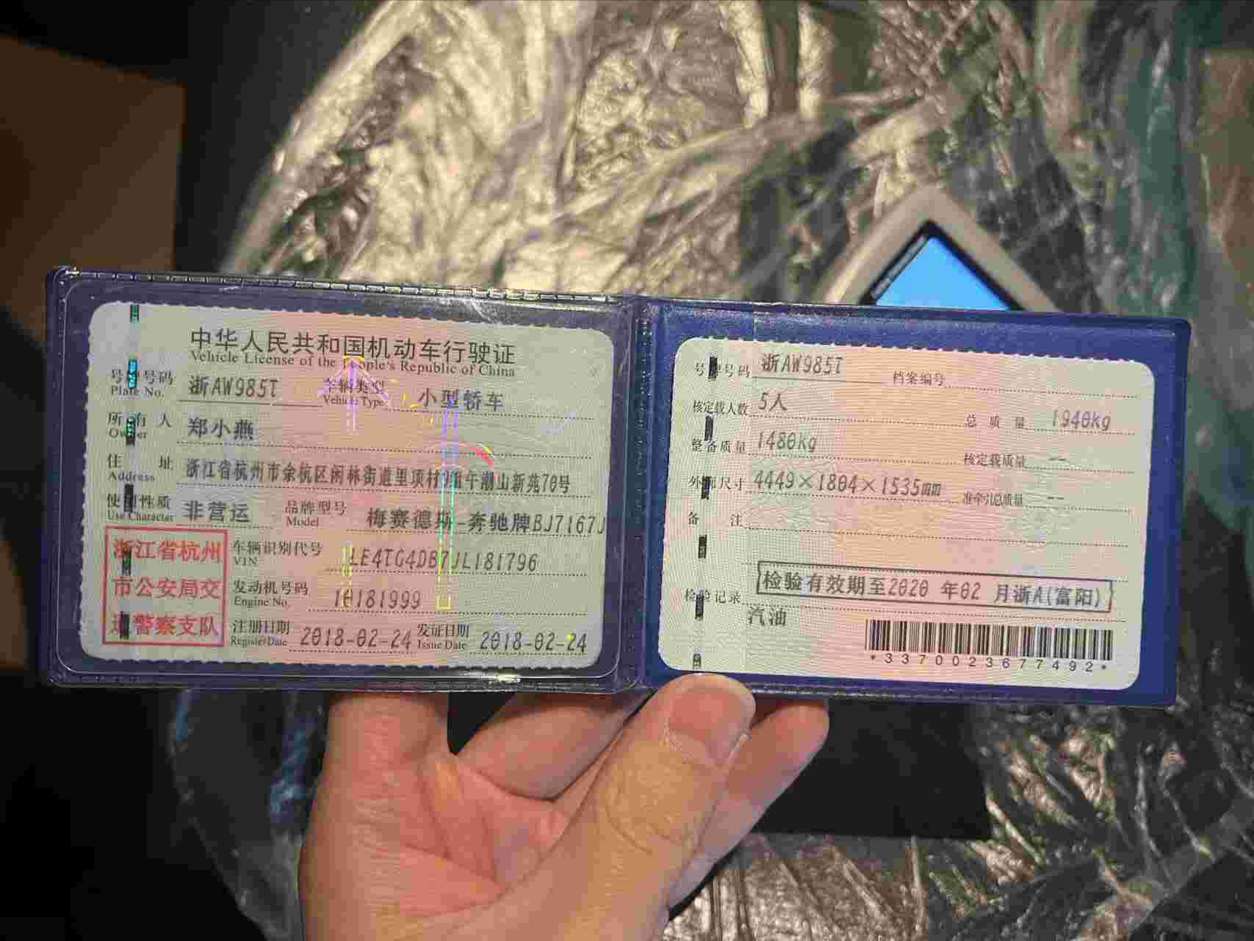 中华人民共和国机动车行驶证
Vehicle License of the People's Republic of China
号牌号码 浙AW985T 车辆类型 小型轿车
Plate No. Vehicle Type
所有人 郑小燕
Owner
住址 浙江省杭州市余杭区闲林街道里项村 午潮山新苑70号
Address
使用性质 非营运 品牌型号 梅赛德斯-奔驰牌BJ7167J
Use Character Model
浙江省杭州
市公安局交
通警察支队
车辆识别代号 LE4TG4DB7JL181796
VIN
发动机号码 10181999
Engine No.
注册日期 2018-02-24 发证日期 2018-02-24
Register Date Issue Date
号牌号码 浙AW985T 档案编号
核定载人数 5人 总质量 1940kg
整备质量 1480kg 核定载质量 --
外廓尺寸 4449×1804×1535mm 准牵引总质量 --
备注
检验有效期至2020 年02 月浙A(富阳)
检验记录
汽油
*3370023677492*